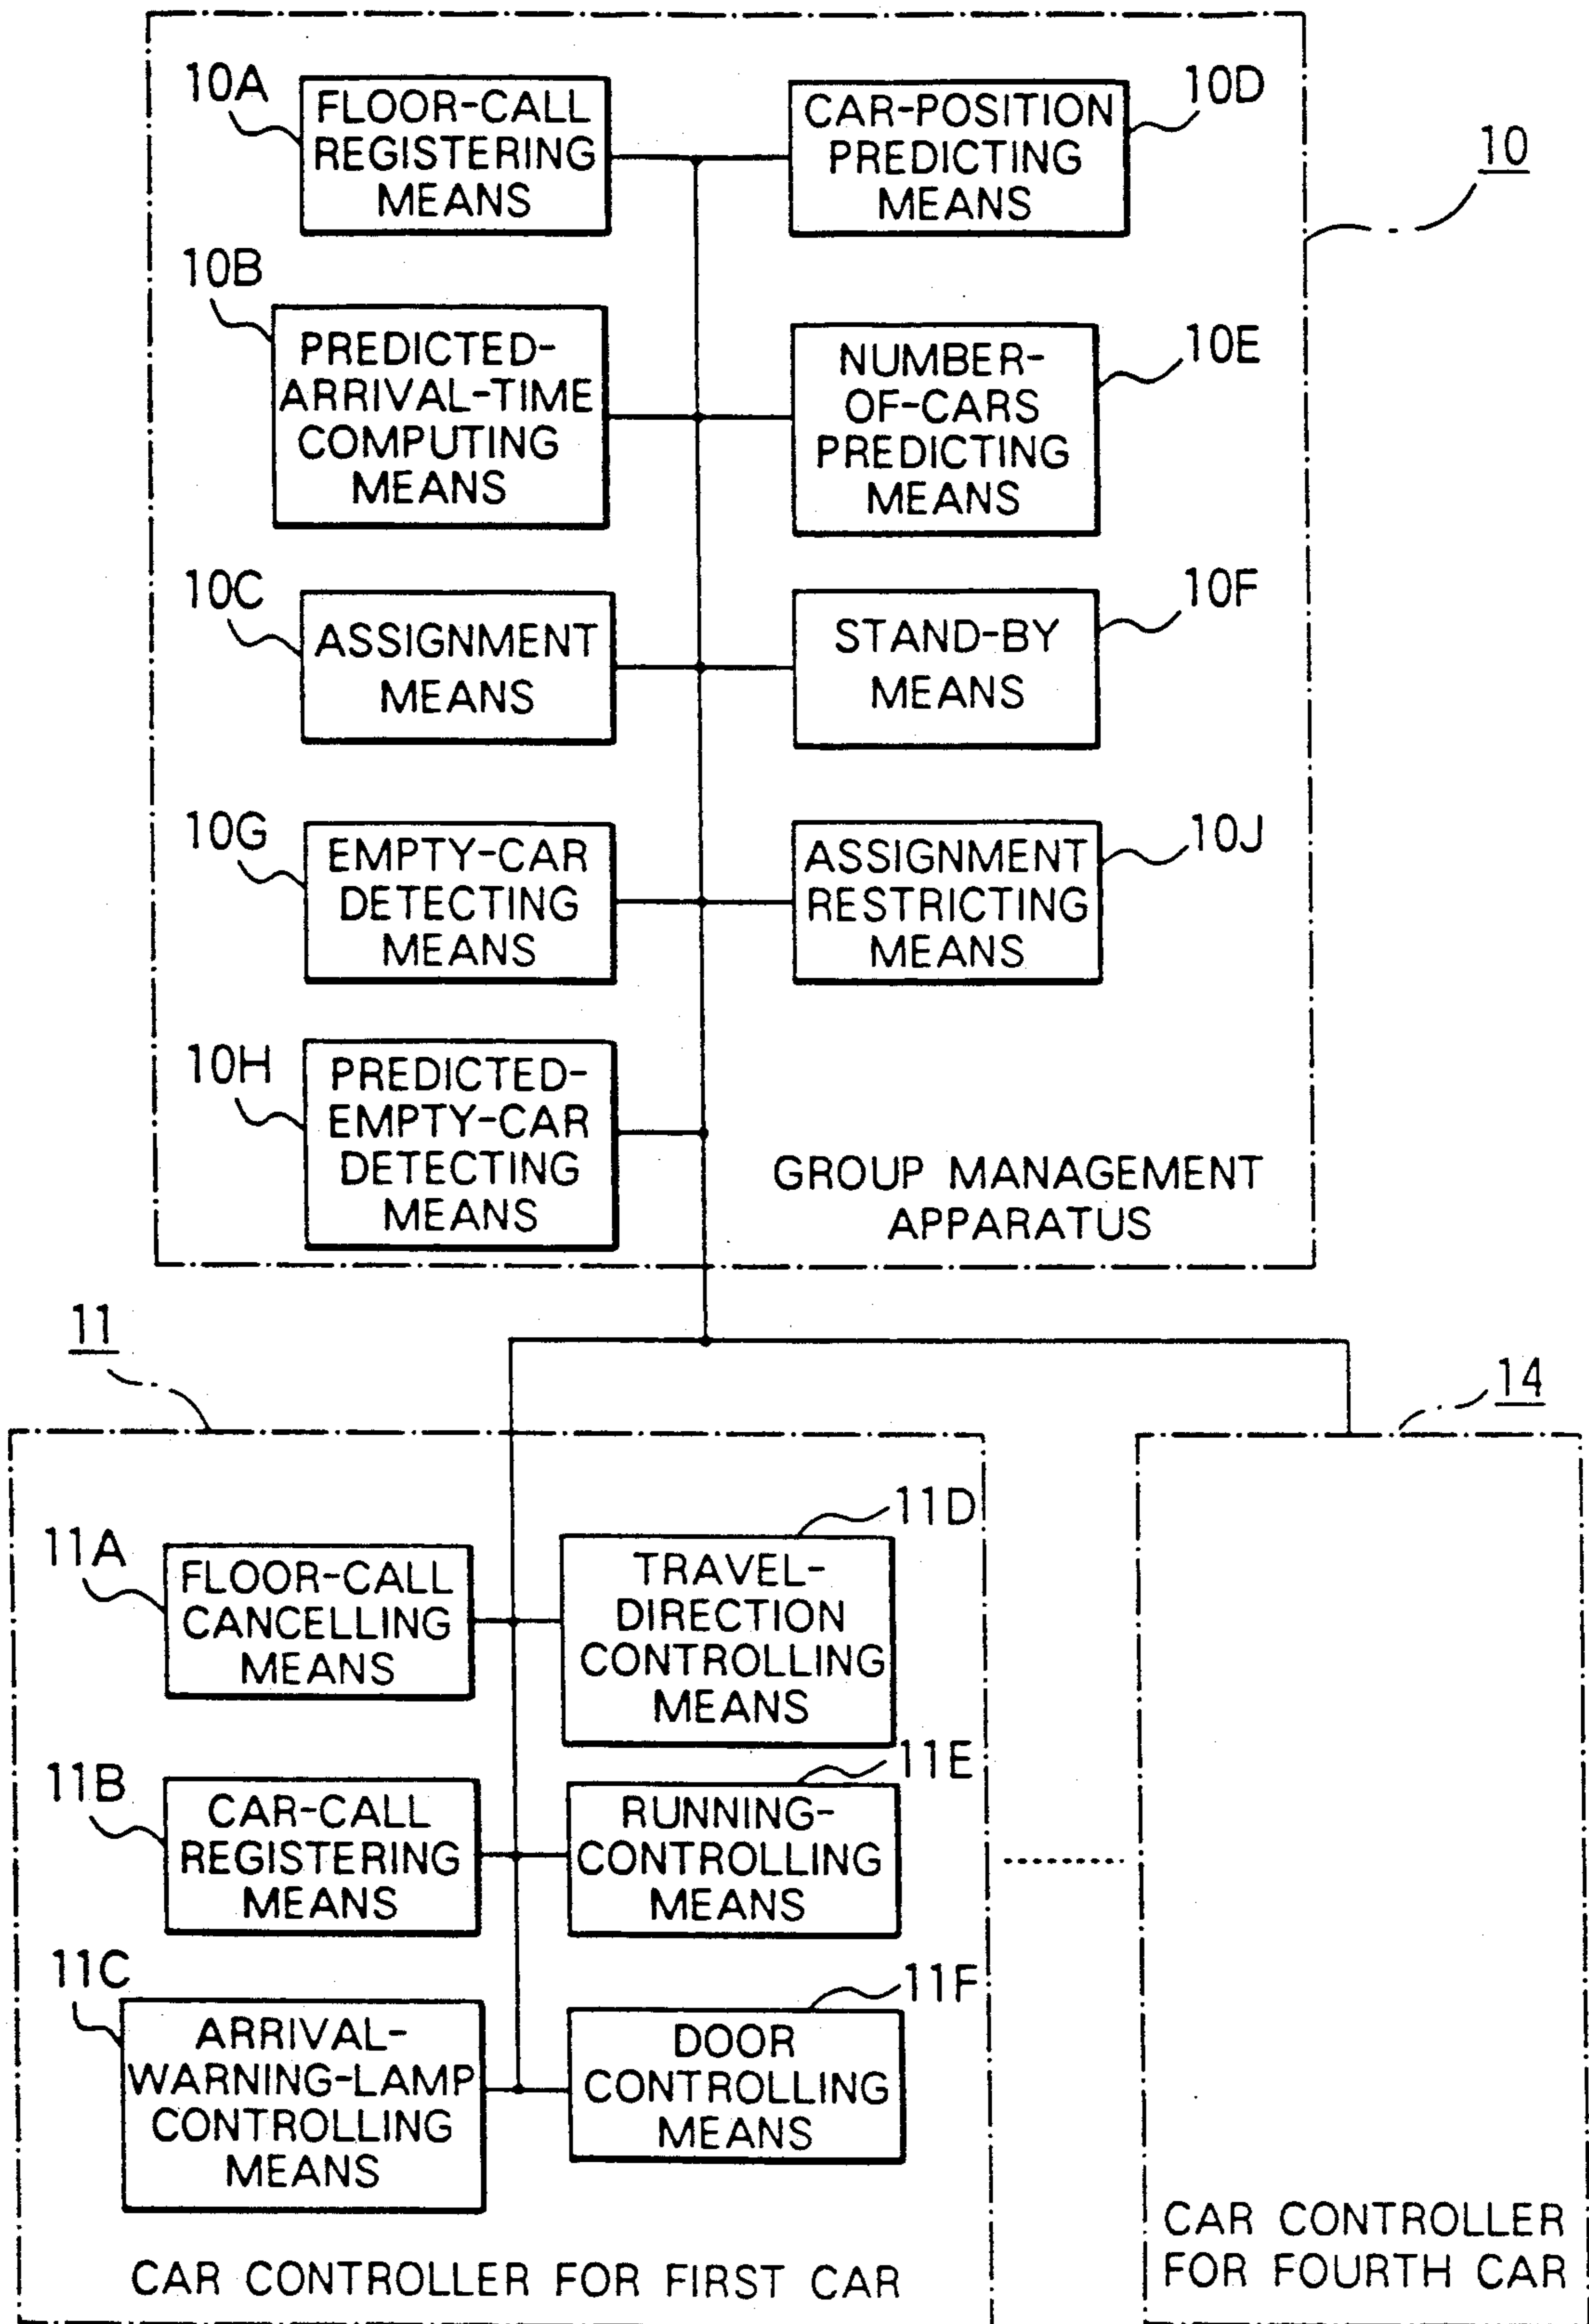 10A
FLOOR-CALL
REGISTERING
MEANS
CAR-POSITION
PREDICTING
MEANS
10D
10
10B
PREDICTED-
ARRIVAL-TIME
COMPUTING
MEANS
NUMBER-
OF-CARS
PREDICTING
MEANS
10E
10C
ASSIGNMENT
MEANS
STAND-BY
MEANS
10F
10G
EMPTY-CAR
DETECTING
MEANS
ASSIGNMENT
RESTRICTING
MEANS
10J
10H
PREDICTED-
EMPTY-CAR
DETECTING
MEANS
GROUP MANAGEMENT
APPARATUS
11
14
11A
FLOOR-CALL
CANCELLING
MEANS
11D
TRAVEL-
DIRECTION
CONTROLLING
MEANS
11B
CAR-CALL
REGISTERING
MEANS
11E
RUNNING-
CONTROLLING
MEANS
11C
ARRIVAL-
WARNING-LAMP
CONTROLLING
MEANS
11F
DOOR
CONTROLLING
MEANS
CAR CONTROLLER FOR FIRST CAR
CAR CONTROLLER
FOR FOURTH CAR